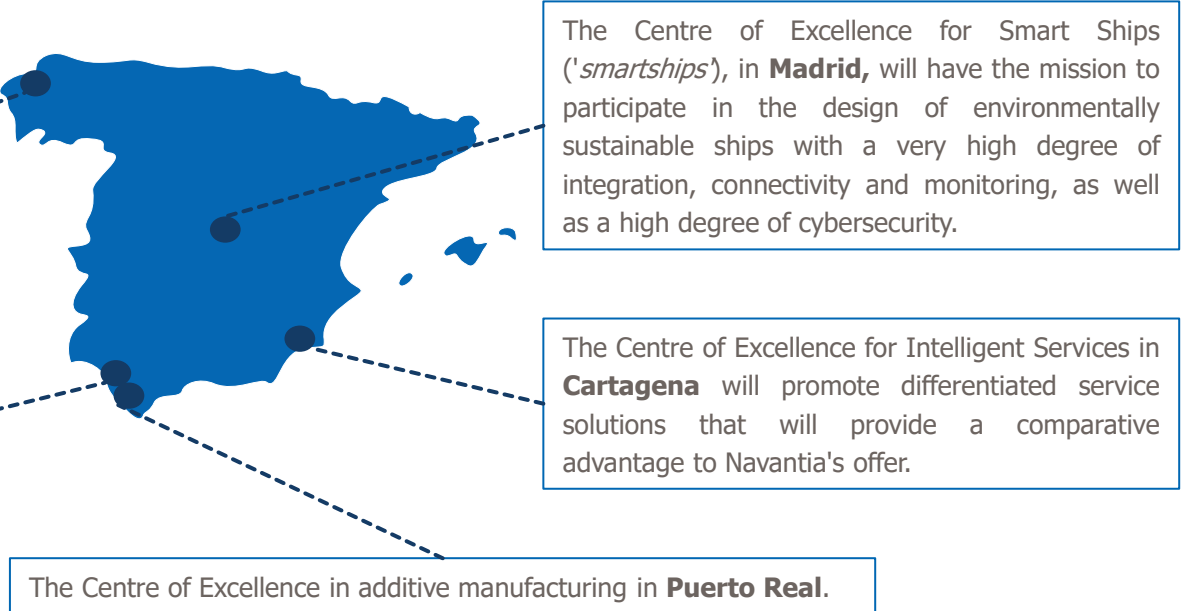 The Centre of Excellence for Smart Ships
('smartships'), in Madrid, will have the mission to
participate in the design of environmentally
sustainable ships with a very high degree of
integration, connectivity and monitoring, as well
as a high degree of cybersecurity.
The Centre of Excellence for Intelligent Services in
Cartagena will promote differentiated service
solutions that will provide a comparative
advantage to Navantia's offer.
The Centre of Excellence in additive manufacturing in Puerto Real.